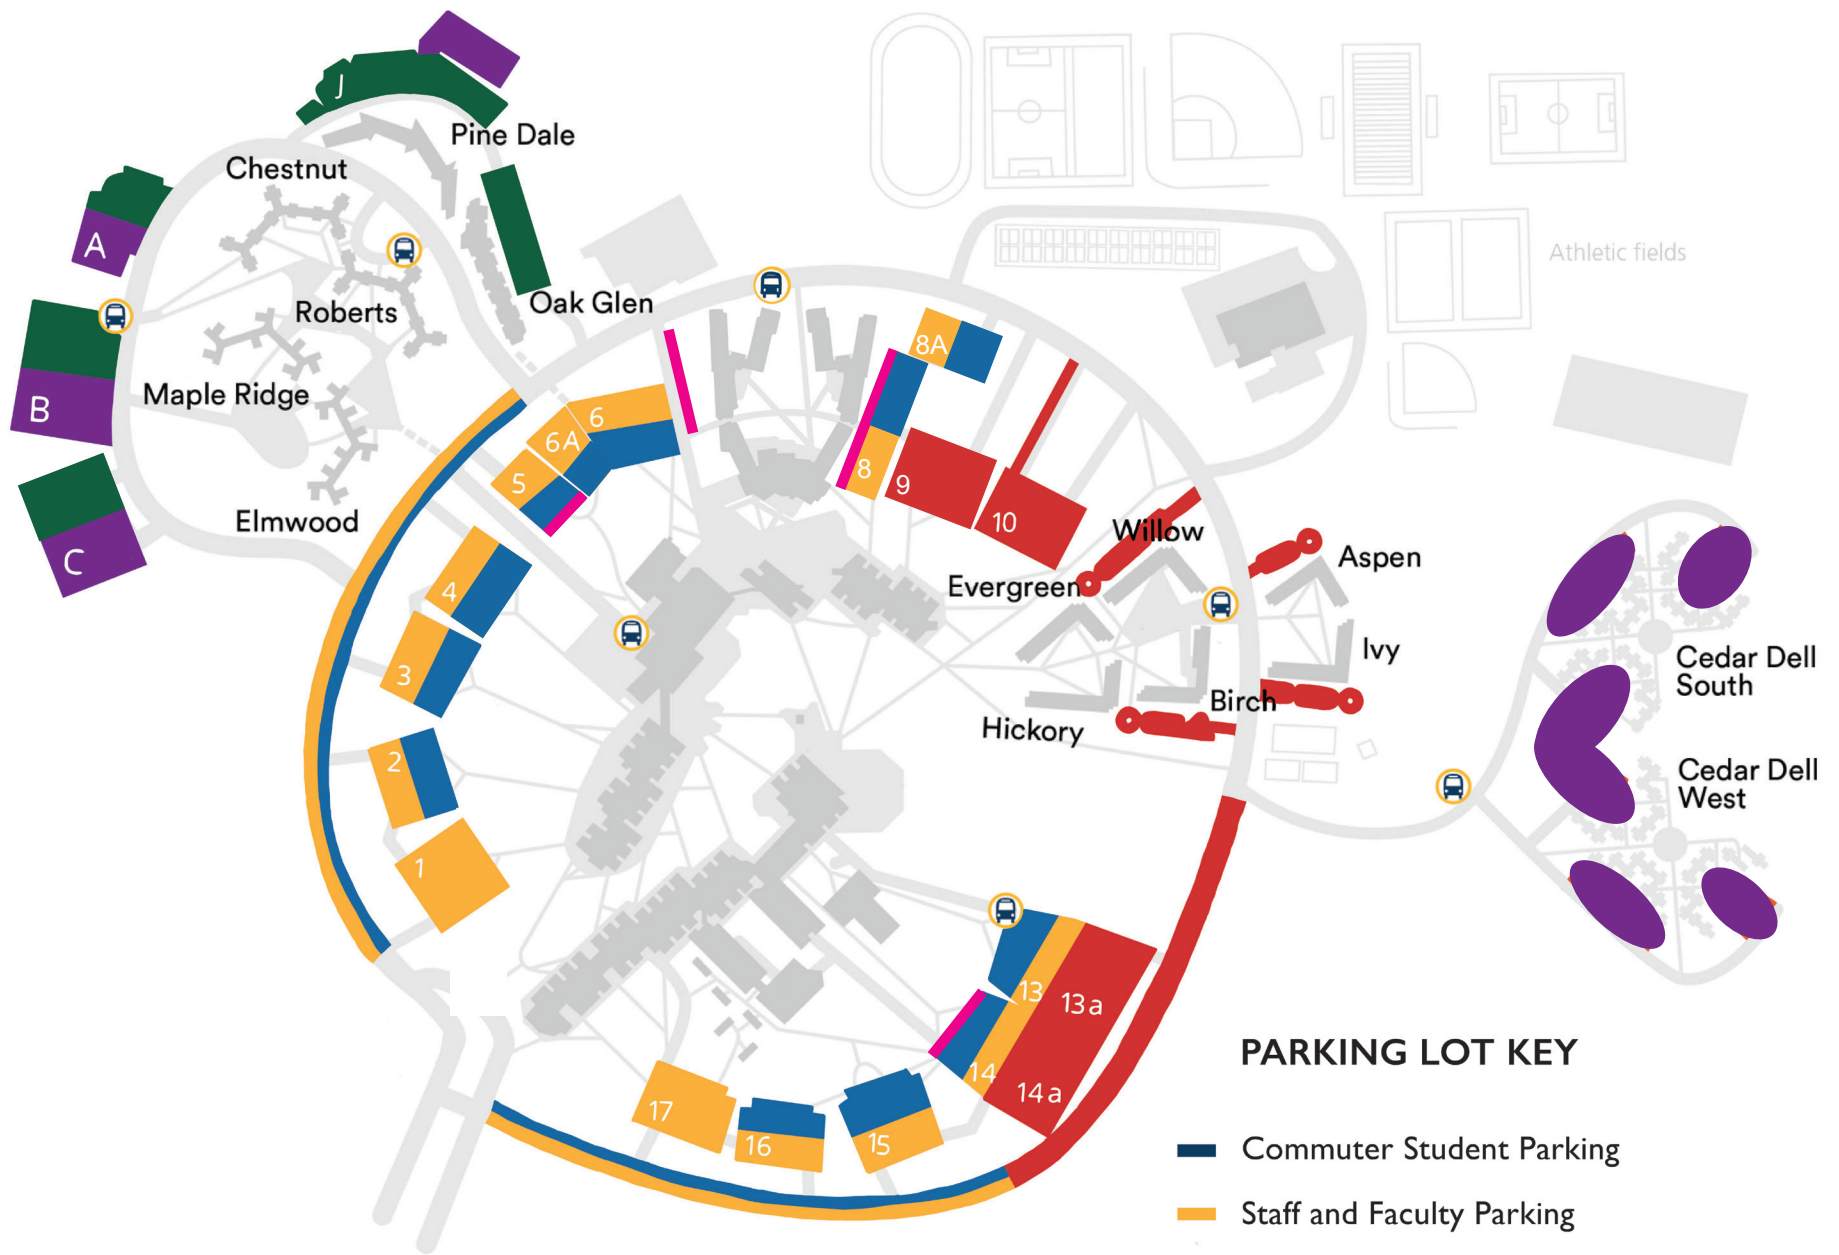 J
Pine Dale
Chestnut
A
Athletic fields
Oak Glen
Roberts
8A
Maple Ridge
B
6
6A
5
8
9
10
Elmwood
Willow
Aspen
C
Evergreen
4
Ivy
3
Cedar Dell
South
Birch
Hickory
2
Cedar Dell
West
1
13
13a
14
14a
17
16
15
PARKING LOT KEY
Commuter Student Parking
Staff and Faculty Parking